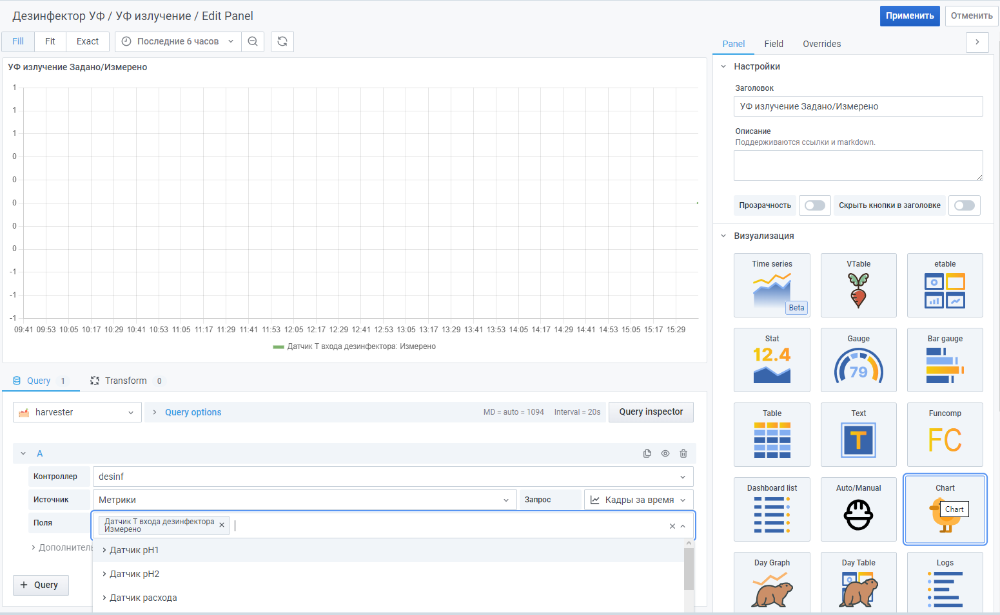 Дезинфектор УФ / УФ излучение / Edit Panel
Применить
Отменить
Fill
Fit
Exact
Последние 6 часов
Panel
Field
Overrides
УФ излучение Задано/Измерено
1
1
1
0
0
0
0
0
-1
-1
-1
09:41 09:53 10:05 10:17 10:29 10:41 10:53 11:05 11:17 11:29 11:41 11:53 12:05 12:17 12:29 12:41 12:53 13:05 13:17 13:29 13:41 13:53 14:05 14:17 14:29 14:41 14:53 15:05 15:17 15:29
Датчик Т входа дезинфектора: Измерено
Query 1
Transform 0
harvester
Query options
MD = auto = 1094
Interval = 20s
Query inspector
A
Контроллер
desinf
Источник
Метрики
Запрос
Кадры за время
Поля
Датчик Т входа дезинфектора
Измерено
Дополнитель
Датчик pH1
Датчик pH2
Датчик расхода
+ Query
Настройки
Заголовок
УФ излучение Задано/Измерено
Описание
Поддерживаются ссылки и markdown.
Прозрачность
Скрыть кнопки в заголовке
Визуализация
Time series
Beta
VTable
etable
Stat
12.4
Gauge
79
Bar gauge
Table
Text
T
Funcomp
FC
Dashboard list
Auto/Manual
Chart
Chart
Day Graph
Day Table
Logs